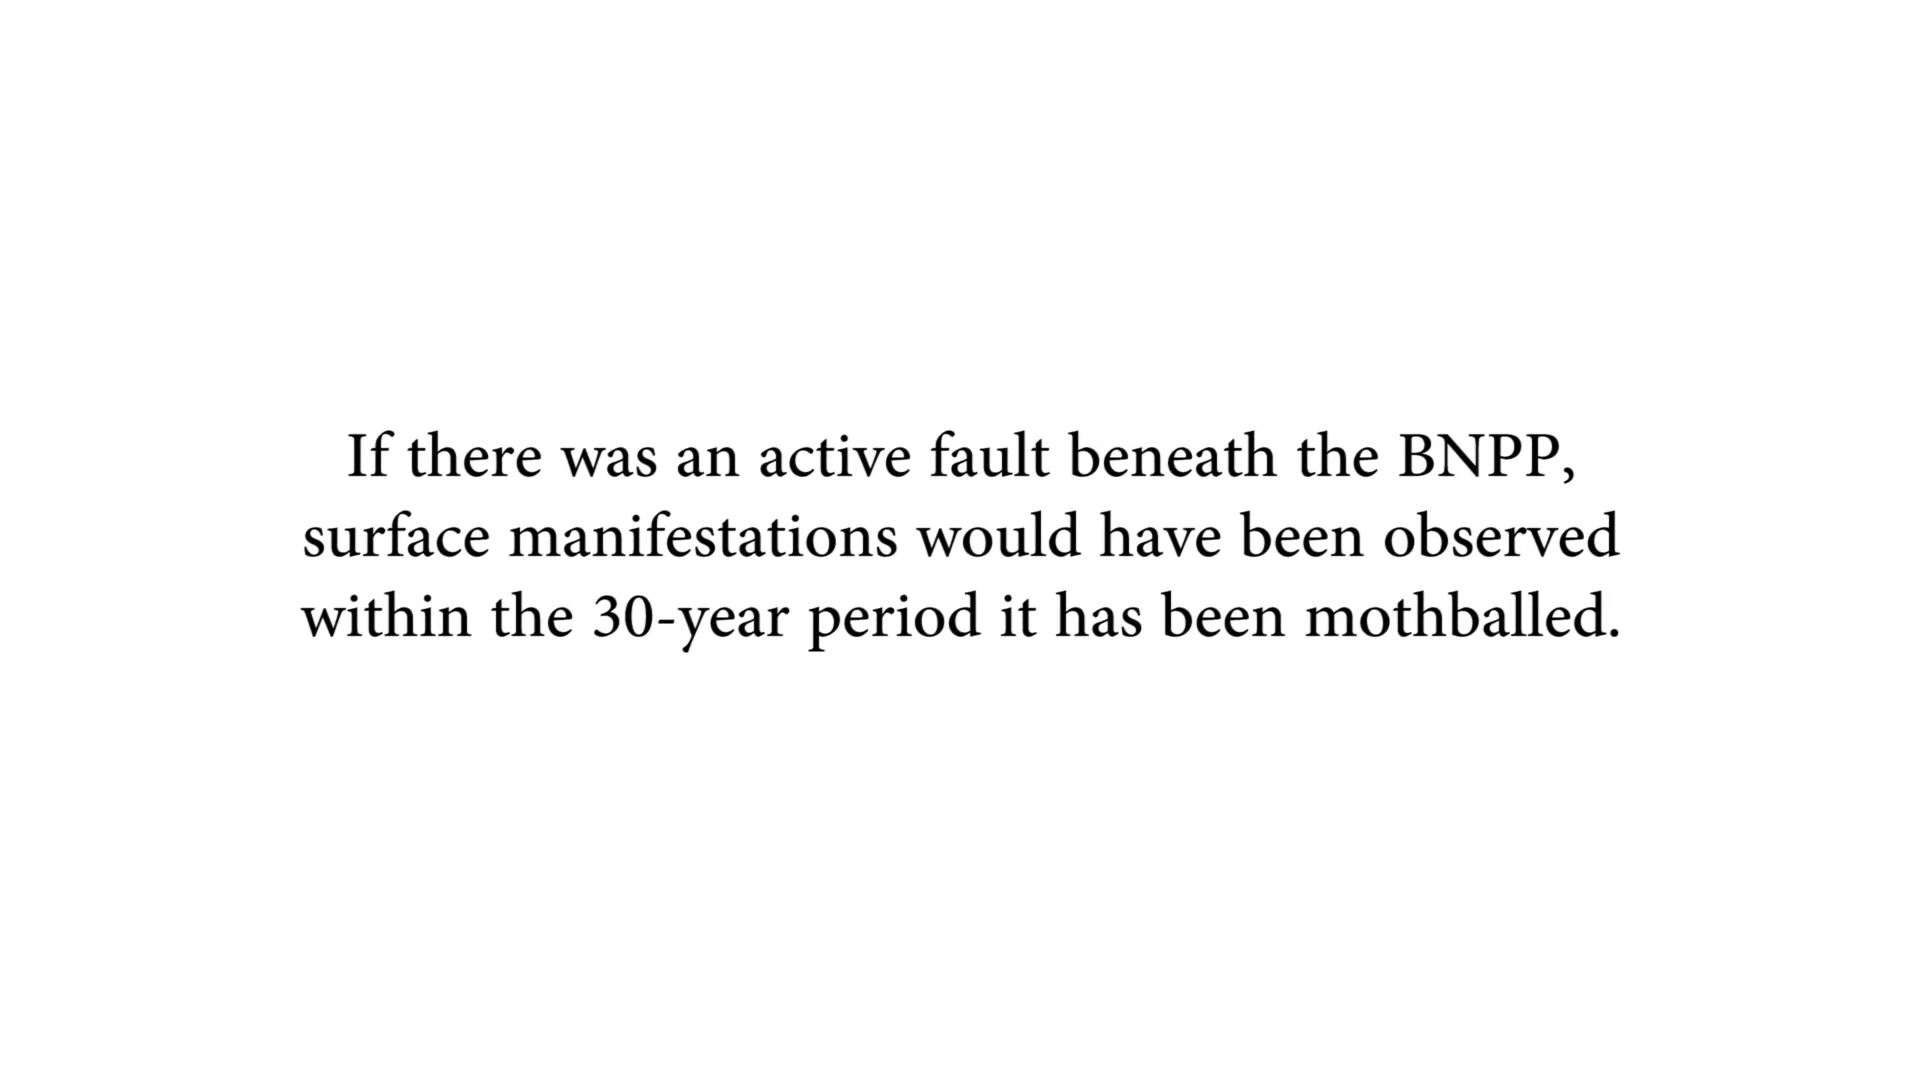 If there was an active fault beneath the BNPP,
surface manifestations would have been observed
within the 30-year period it has been mothballed.